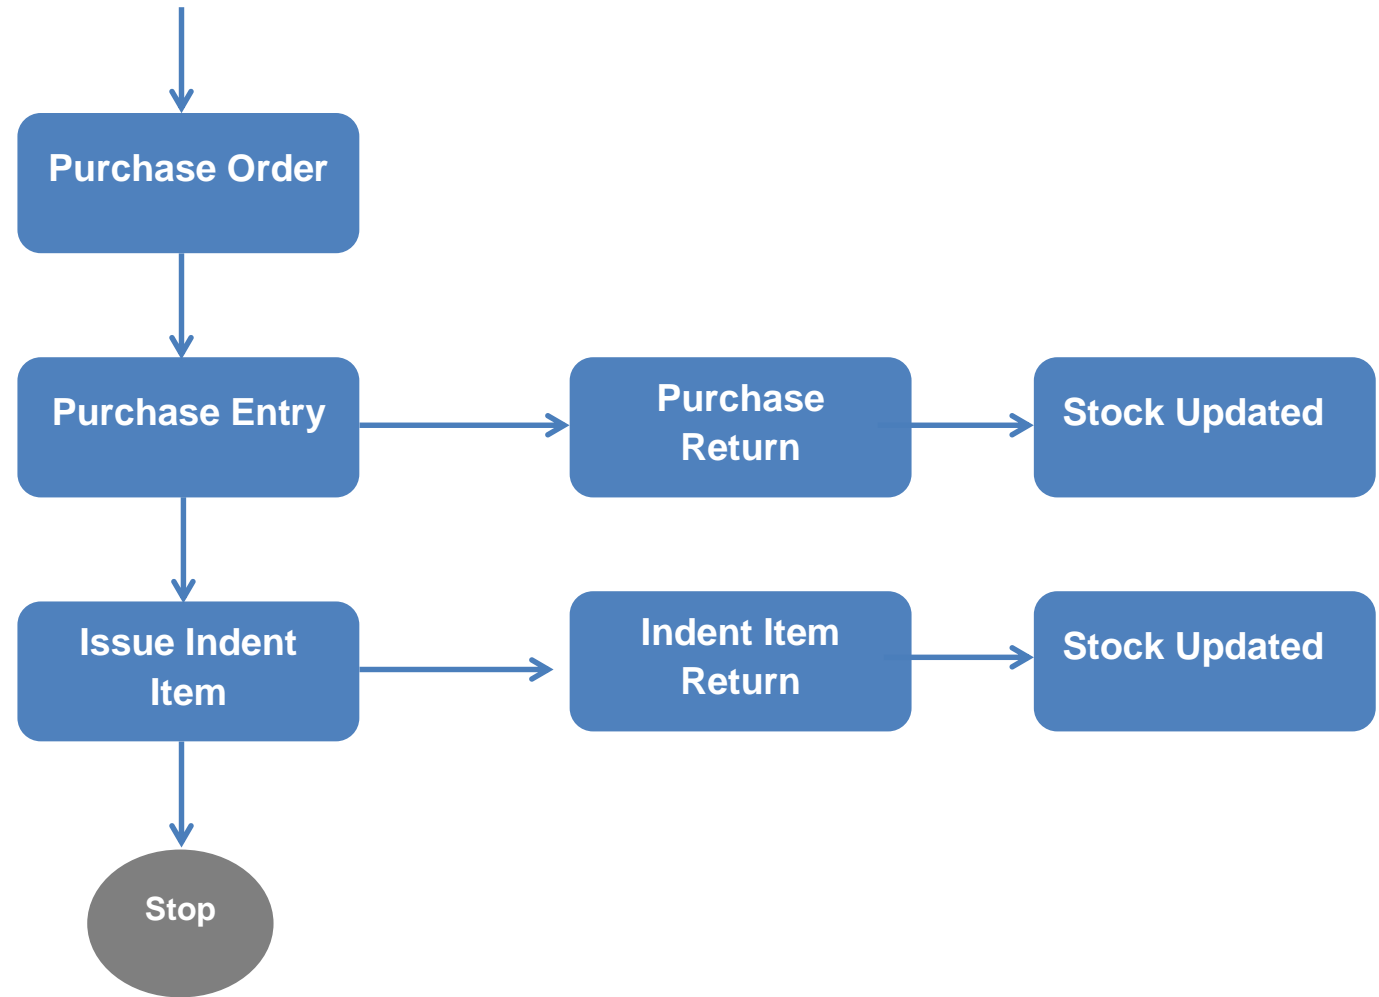 Purchase Order
Purchase Entry
Purchase
Return
Stock Updated
Issue Indent
Item
Indent Item
Return
Stock Updated
Stop